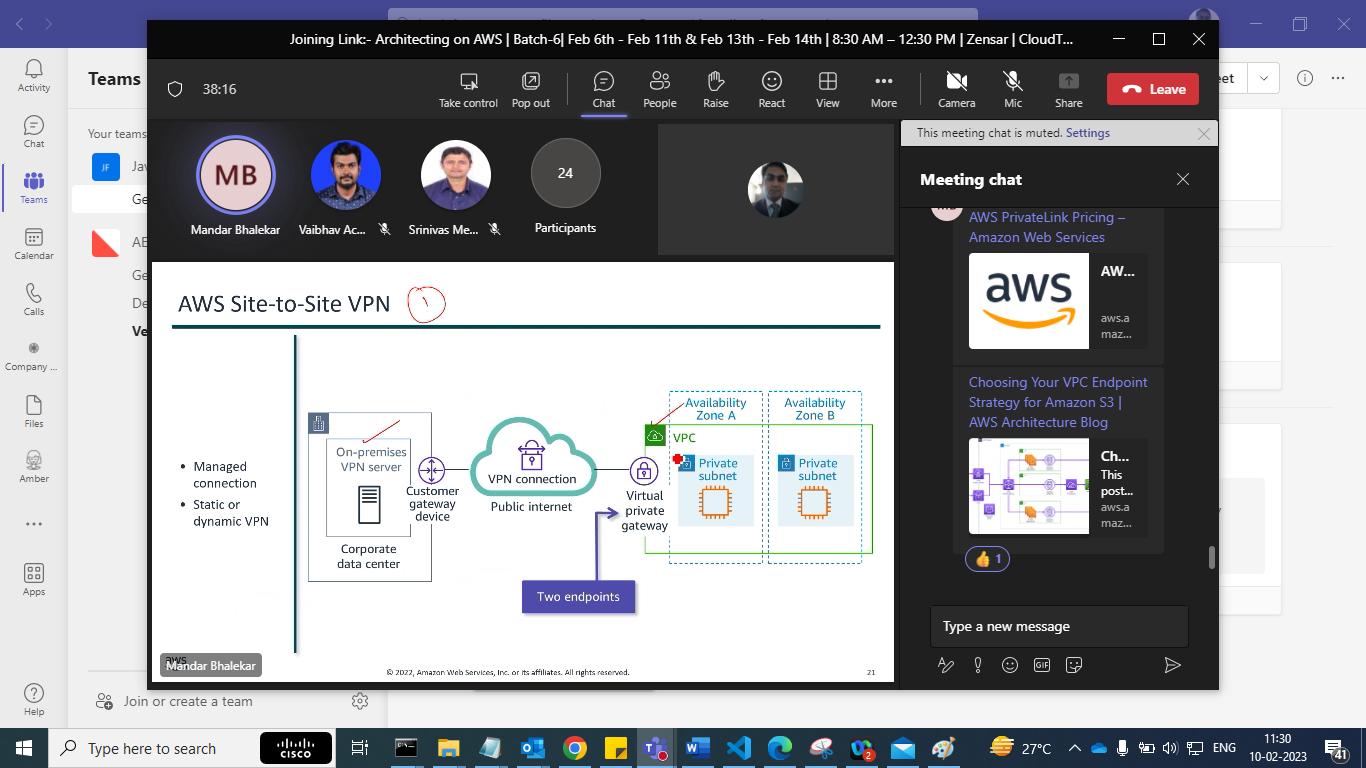 Joining Link:- Architecting on AWS | Batch-6| Feb 6th - Feb 11th & Feb 13th - Feb 14th | 8:30 AM – 12:30 PM | Zensar | CloudT...
38:16
Take control
Pop out
Chat
People
Raise
React
View
More
Camera
Mic
Share
Leave
Activity
Chat
Teams
Calendar
Calls
Company ...
Files
Amber
Apps
Help
Teams
Your teams
JF
Jav
Ge
AE
Ge
De
Ve
Join or create a team
eet
MB
Mandar Bhalekar
Vaibhav Ac...
Srinivas Me...
24
Participants
This meeting chat is muted. Settings
Meeting chat
AWS PrivateLink Pricing –
Amazon Web Services
aws
AW...
aws.a
maz...
Choosing Your VPC Endpoint
Strategy for Amazon S3 |
AWS Architecture Blog
Ch...
This
post...
aws.a
maz...
1
Type a new message
GIF
AWS Site-to-Site VPN
• Managed
connection
• Static or
dynamic VPN
On-premises
VPN server
Corporate
data center
Customer
gateway
device
VPN connection
Public internet
Virtual
private
gateway
Two endpoints
Availability
Zone A
Availability
Zone B
VPC
Private
subnet
Private
subnet
aws
Mandar Bhalekar
© 2022, Amazon Web Services, Inc. or its affiliates. All rights reserved.
21
Type here to search
CISCO
2
27°C
ENG
11:30
10-02-2023
41